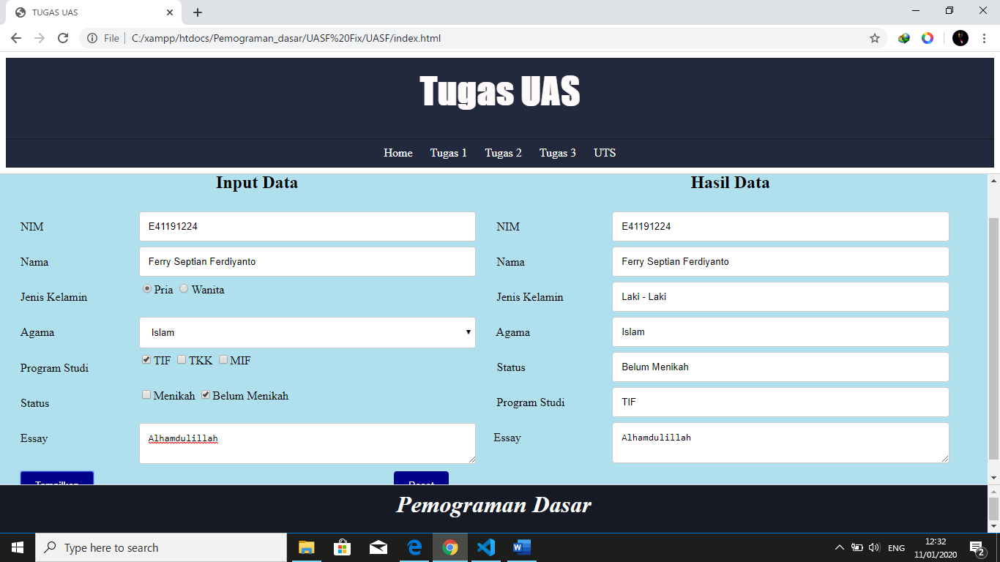 TUGAS UAS
File C:/xampp/htdocs/Pemograman_dasar/UASF%20Fix/UASF/index.html
Tugas UAS
Home Tugas 1 Tugas 2 Tugas 3 UTS
Input Data
NIM E41191224
Nama Ferry Septian Ferdiyanto
Jenis Kelamin Pria Wanita
Agama Islam
Program Studi TIF TKK MIF
Status Menikah Belum Menikah
Essay Alhamdulillah
Tampilkan Reset
Hasil Data
NIM E41191224
Nama Ferry Septian Ferdiyanto
Jenis Kelamin Laki - Laki
Agama Islam
Status Belum Menikah
Program Studi TIF
Essay Alhamdulillah
Pemograman Dasar
Type here to search
ENG
12:32
11/01/2020
2